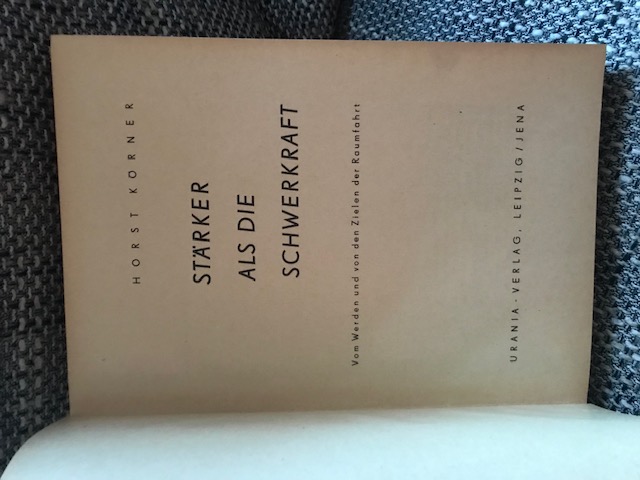 HORST KÖRNER
STÄRKER
ALS DIE
SCHWERKRAFT
Vom Werden und von den Zielen der Raumfahrt
URANIA-VERLAG, LEIPZIG/JENA